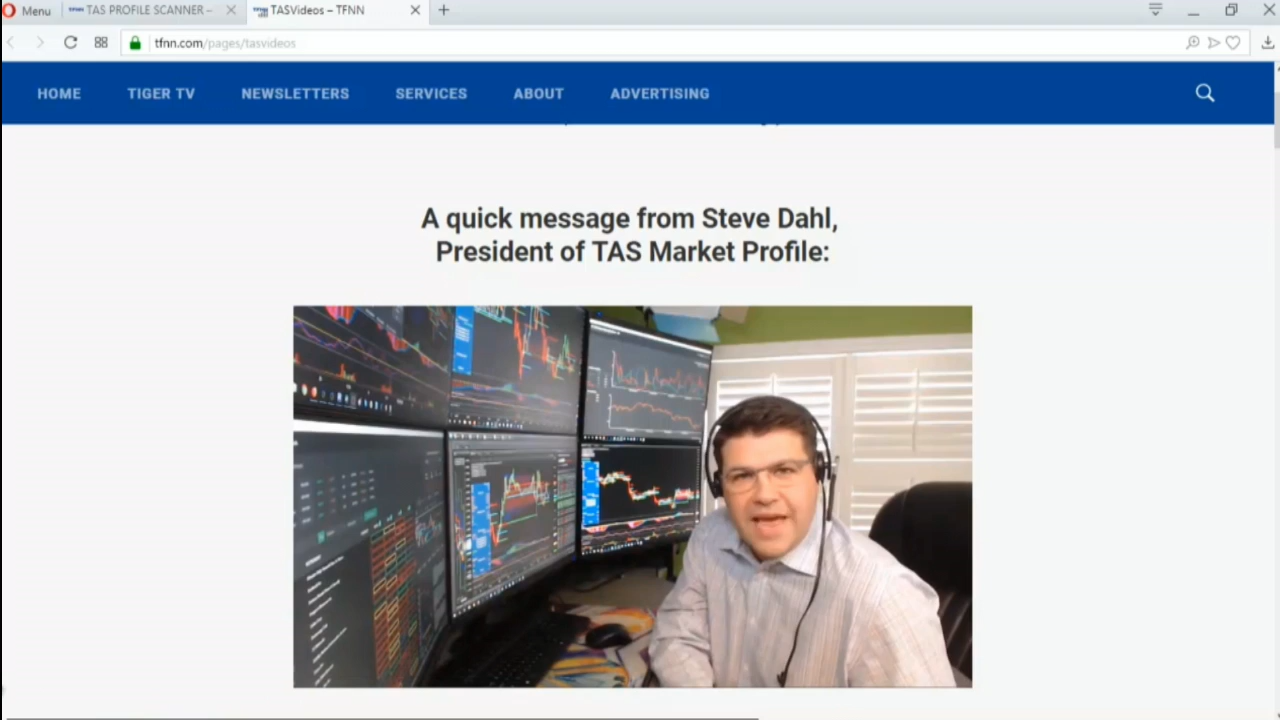 Menu
TAS PROFILE SCANNER –
TASVideos – TFNN
tfnn.com/pages/tasvideos
HOME
TIGER TV
NEWSLETTERS
SERVICES
ABOUT
ADVERTISING
A quick message from Steve Dahl,
President of TAS Market Profile: